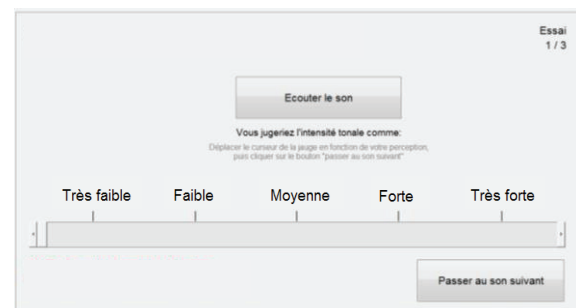 Essai
1 / 3
Ecouter le son
Vous jugeriez l'intensité tonale comme:
Déplacer le curseur de la jauge en fonction de votre perception,
puis cliquer sur le bouton "passer au son suivant"
Très faible Faible Moyenne Forte Très forte
Passer au son suivant